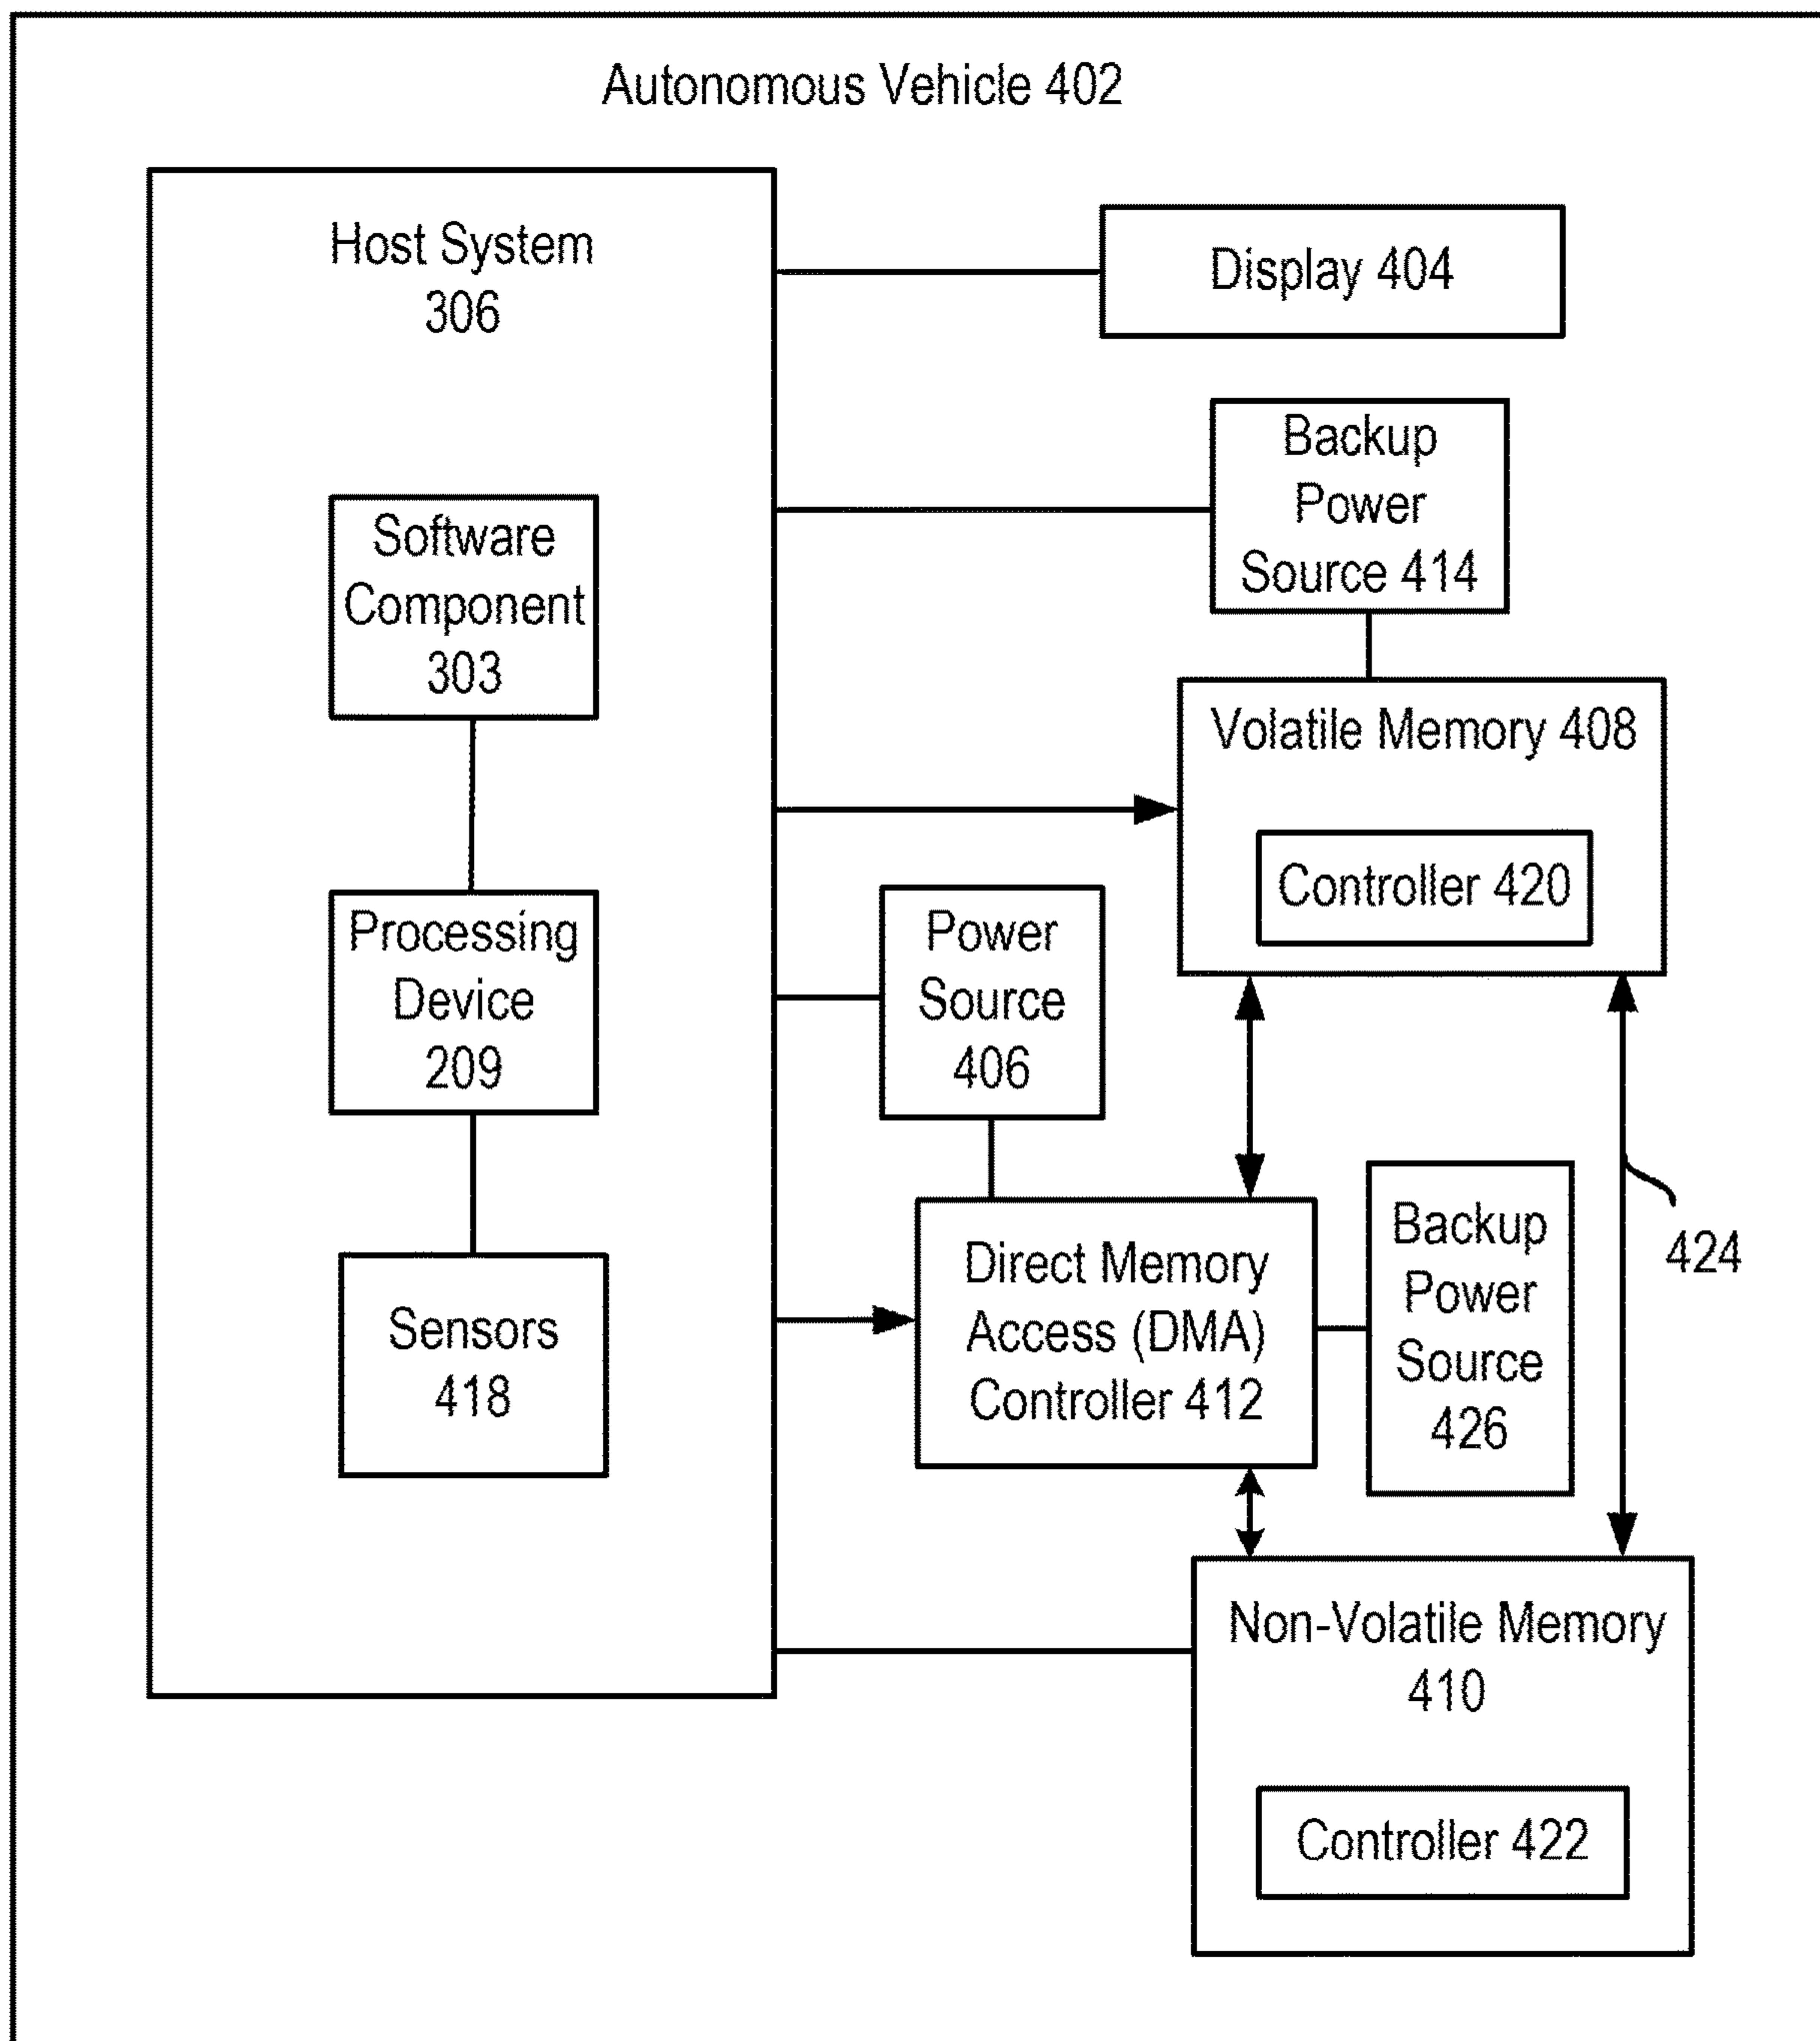 Autonomous Vehicle 402
Host System
306
Display 404
Backup
Power
Source 414
Software
Component
303
Volatile Memory 408
Controller 420
Processing
Device
209
Power
Source
406
Sensors
418
Direct Memory
Access (DMA)
Controller 412
Backup
Power
Source
426
424
Non-Volatile Memory
410
Controller 422